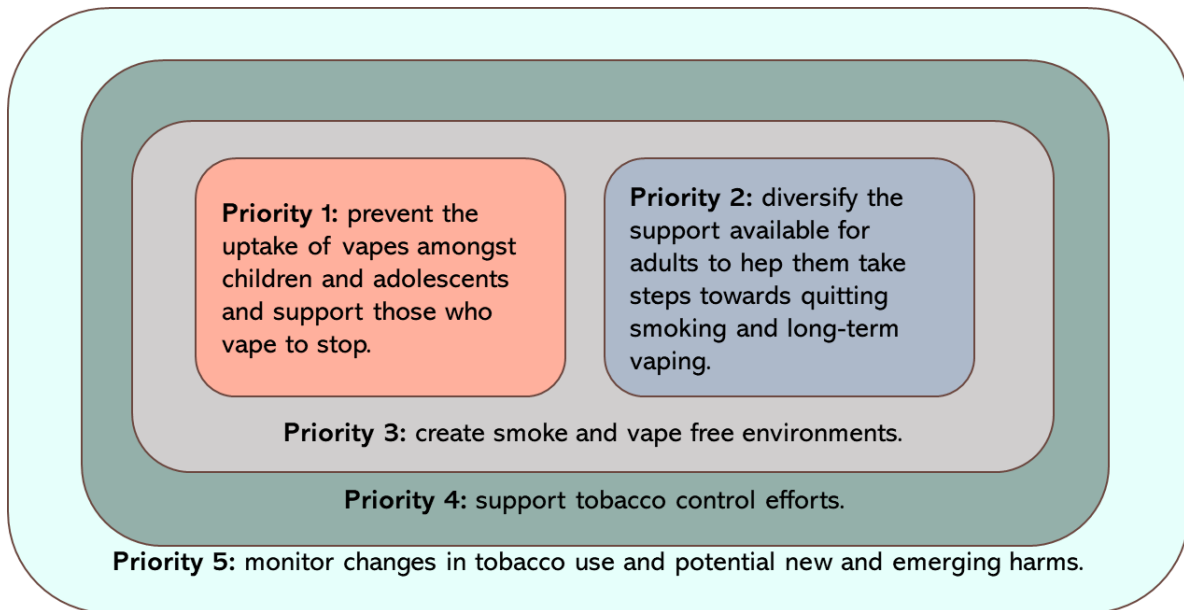 Priority 1: prevent the
uptake of vapes amongst
children and adolescents
and support those who
vape to stop.
Priority 2: diversify the
support available for
adults to hep them take
steps towards quitting
smoking and long-term
vaping.
Priority 3: create smoke and vape free environments.
Priority 4: support tobacco control efforts.
Priority 5: monitor changes in tobacco use and potential new and emerging harms.